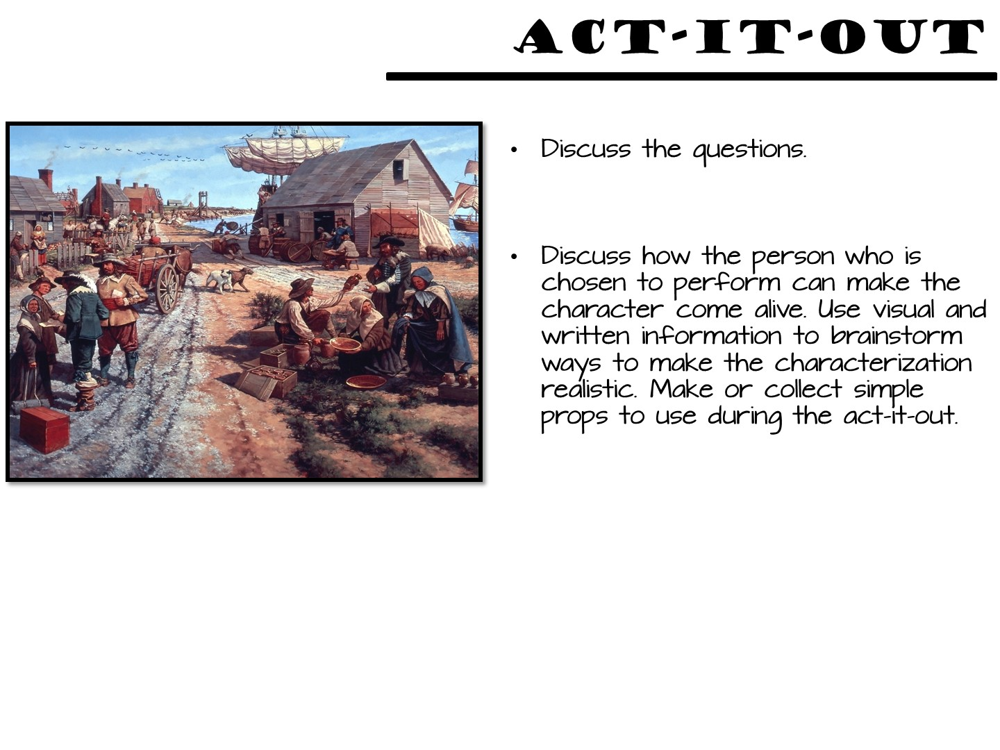 ACT-IT-OUT
• Discuss the questions.
• Discuss how the person who is
chosen to perform can make the
character come alive. Use visual and
written information to brainstorm
ways to make the characterization
realistic. Make or collect simple
props to use during the act-it-out.